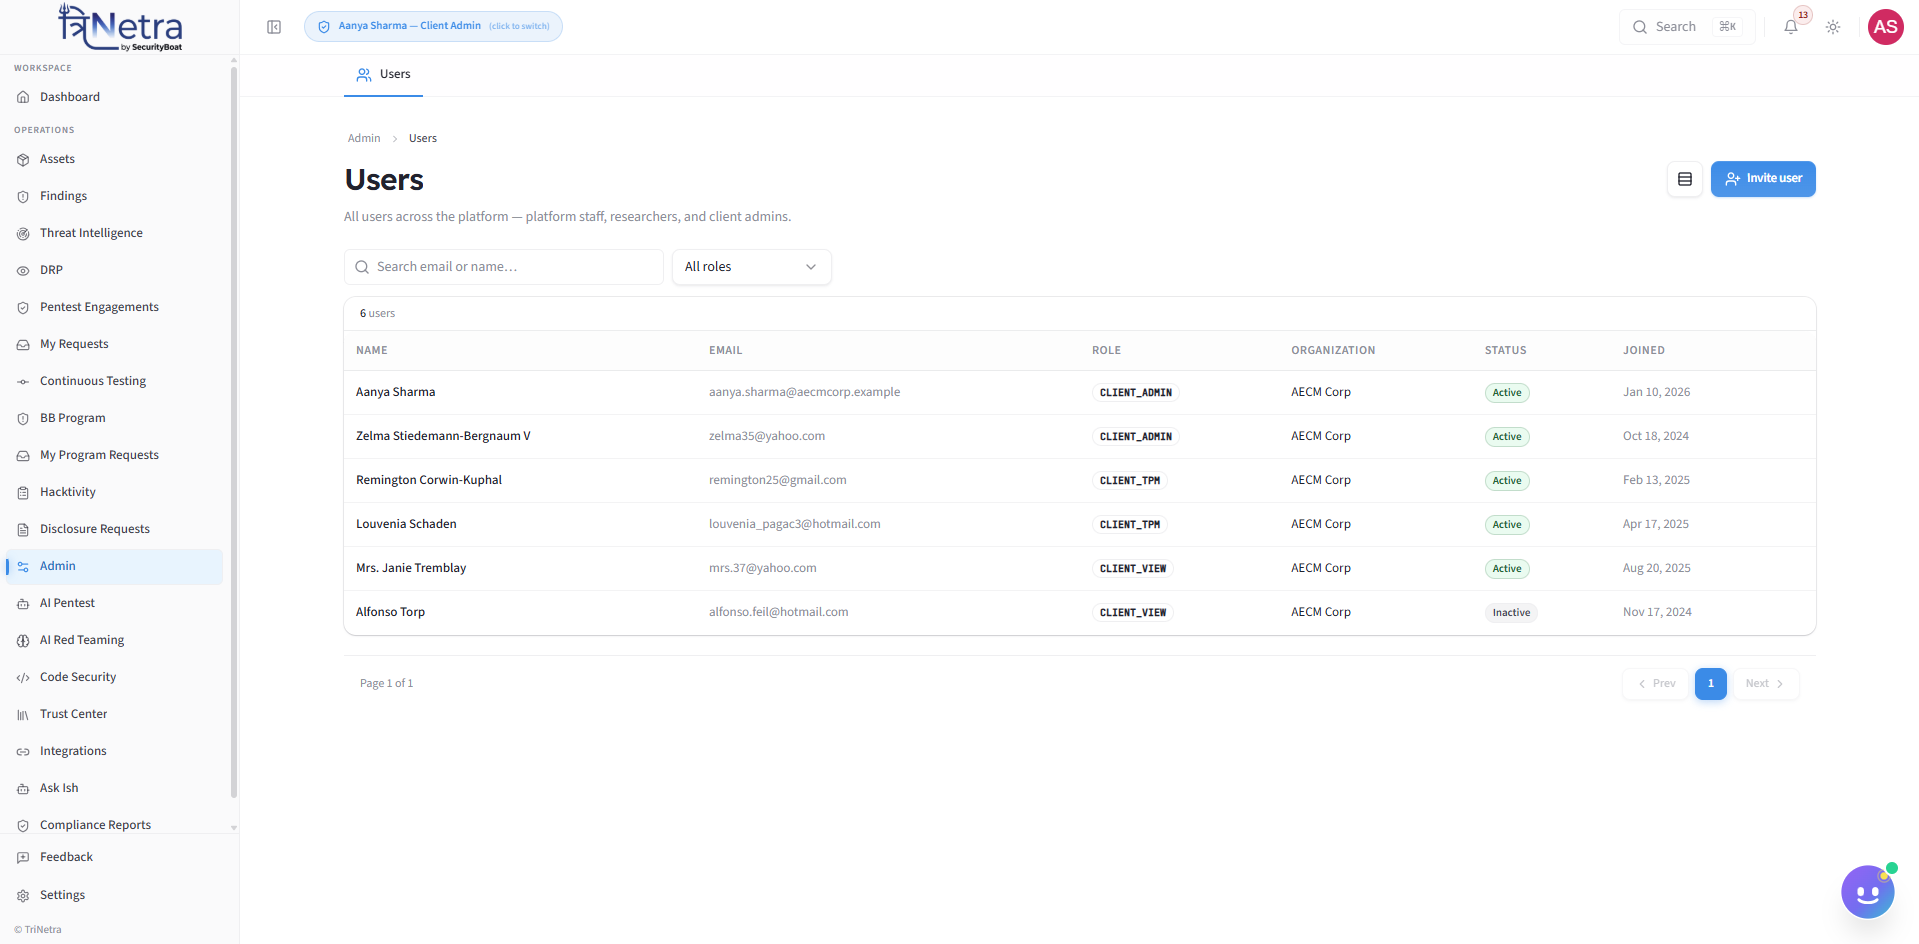 त्रिNetra
by SecurityBoat
Aanya Sharma — Client Admin (click to switch)
Search ⌘K
13
AS
WORKSPACE
Dashboard
OPERATIONS
Assets
Findings
Threat Intelligence
DRP
Pentest Engagements
My Requests
Continuous Testing
BB Program
My Program Requests
Hacktivity
Disclosure Requests
Admin
AI Pentest
AI Red Teaming
Code Security
Trust Center
Integrations
Ask Ish
Compliance Reports
Feedback
Settings
© TriNetra
Users
Admin > Users
Users
Invite user
All users across the platform — platform staff, researchers, and client admins.
Search email or name…
All roles
6 users
NAME EMAIL ROLE ORGANIZATION STATUS JOINED
Aanya Sharma aanya.sharma@aecmcorp.example CLIENT_ADMIN AECM Corp Active Jan 10, 2026
Zelma Stiedemann-Bergnaum V zelma35@yahoo.com CLIENT_ADMIN AECM Corp Active Oct 18, 2024
Remington Corwin-Kuphal remington25@gmail.com CLIENT_TPM AECM Corp Active Feb 13, 2025
Louvenia Schaden louvenia_pagac3@hotmail.com CLIENT_TPM AECM Corp Active Apr 17, 2025
Mrs. Janie Tremblay mrs.37@yahoo.com CLIENT_VIEW AECM Corp Active Aug 20, 2025
Alfonso Torp alfonso.feil@hotmail.com CLIENT_VIEW AECM Corp Inactive Nov 17, 2024
Page 1 of 1
Prev 1 Next